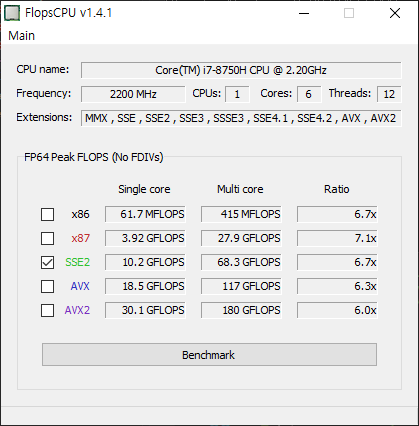 FlopsCPU v1.4.1
Main
CPU name: Core(TM) i7-8750H CPU @ 2.20GHz
Frequency: 2200 MHz CPUs: 1 Cores: 6 Threads: 12
Extensions: MMX , SSE , SSE2 , SSE3 , SSSE3 , SSE4.1 , SSE4.2 , AVX , AVX2
FP64 Peak FLOPS (No FDIVs)
Single core Multi core Ratio
x86 61.7 MFLOPS 415 MFLOPS 6.7x
x87 3.92 GFLOPS 27.9 GFLOPS 7.1x
SSE2 10.2 GFLOPS 68.3 GFLOPS 6.7x
AVX 18.5 GFLOPS 117 GFLOPS 6.3x
AVX2 30.1 GFLOPS 180 GFLOPS 6.0x
Benchmark